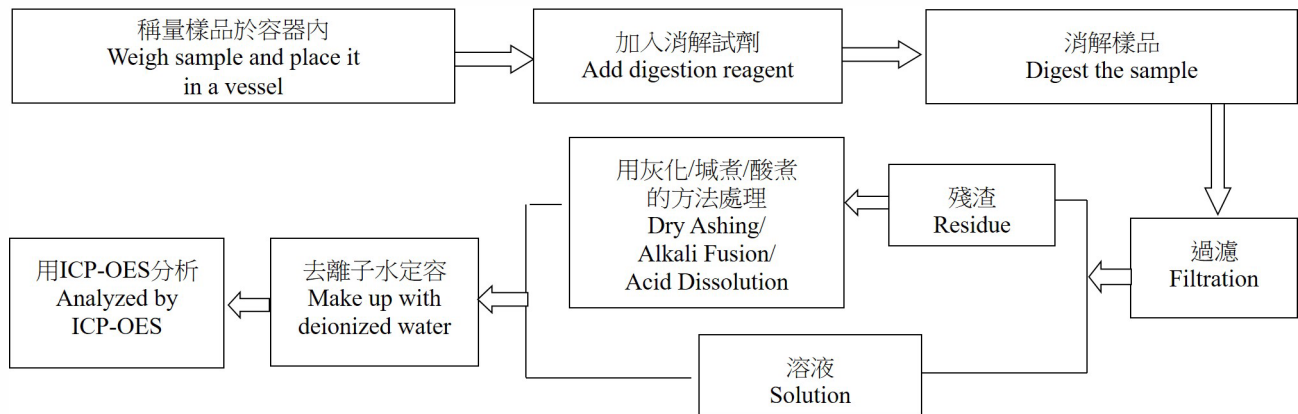 稱量樣品於容器內
Weigh sample and place it
in a vessel
加入消解試劑
Add digestion reagent
消解樣品
Digest the sample
過濾
Filtration
殘渣
Residue
用灰化/堿煮/酸煮
的方法處理
Dry Ashing/
Alkali Fusion/
Acid Dissolution
溶液
Solution
去離子水定容
Make up with
deionized water
用ICP-OES分析
Analyzed by
ICP-OES